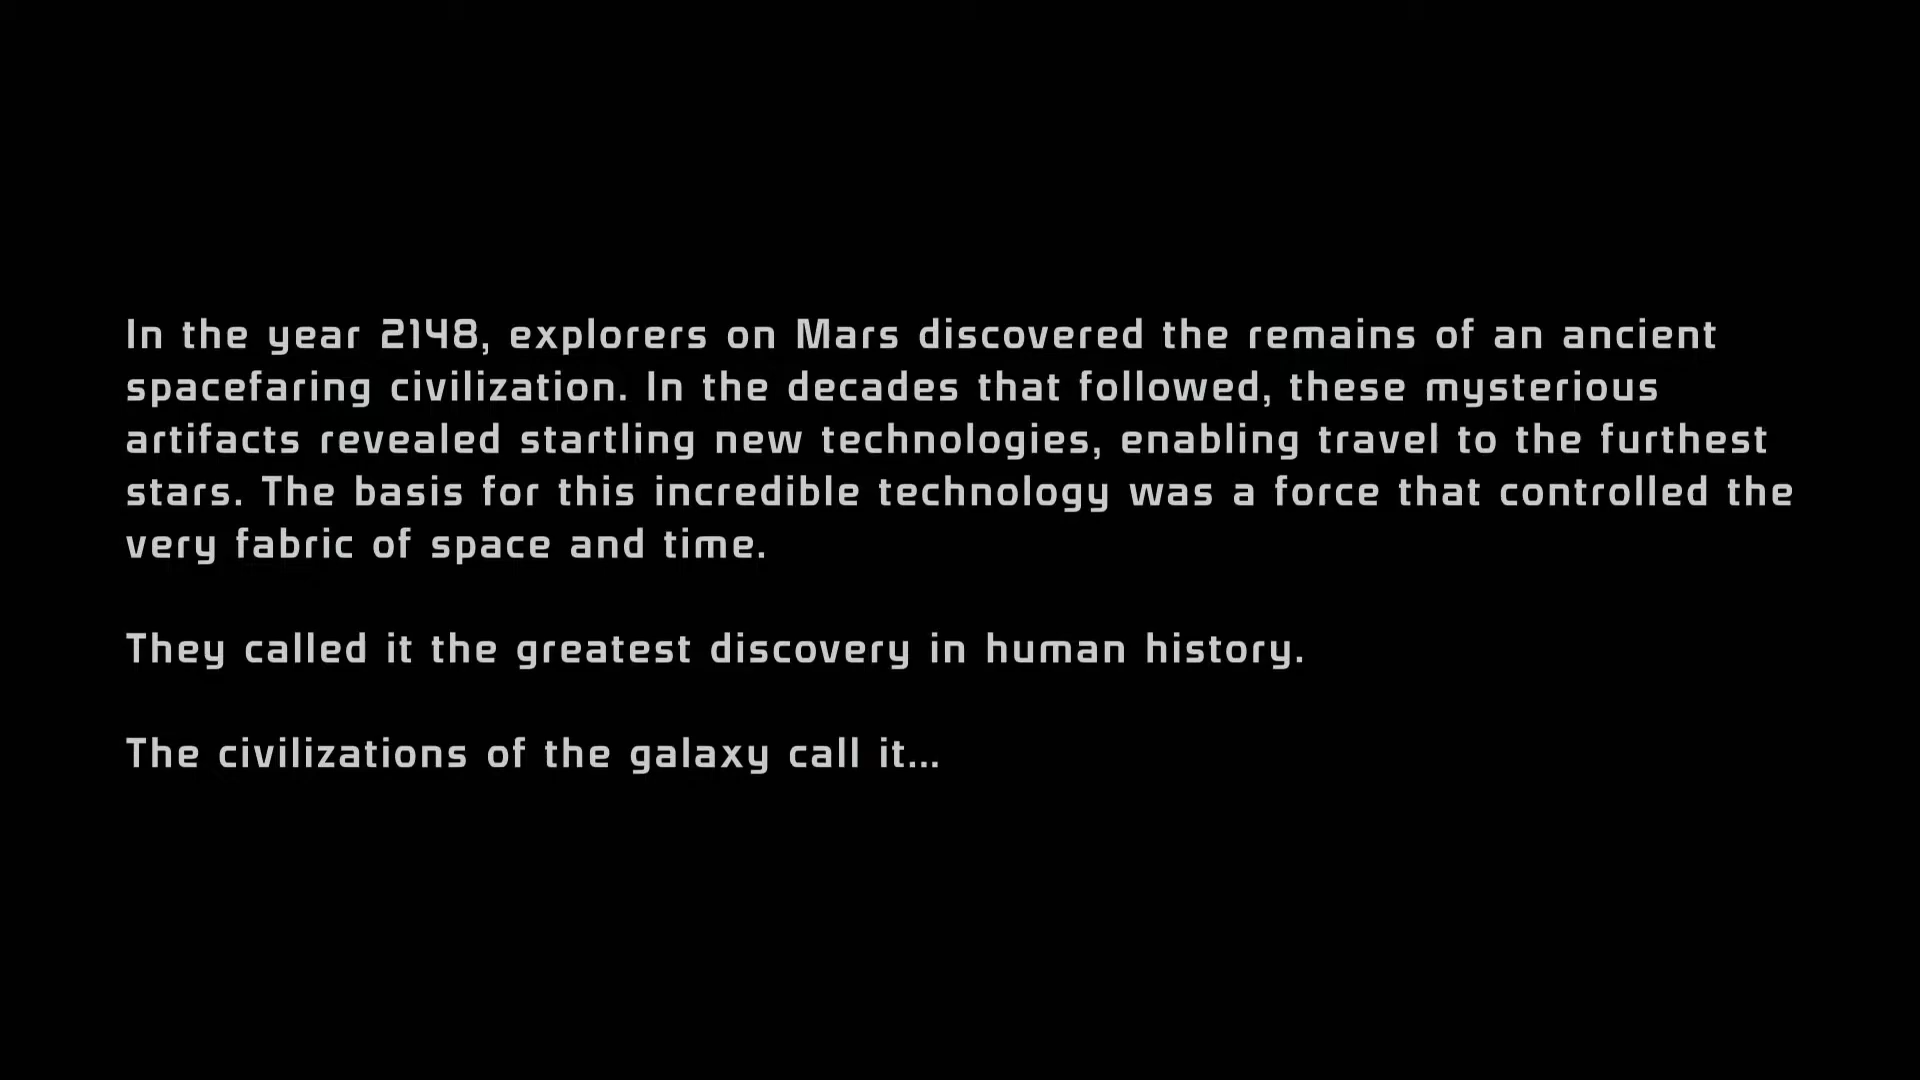 In the year 2148, explorers on Mars discovered the remains of an ancient
spacefaring civilization. In the decades that followed, these mysterious
artifacts revealed startling new technologies, enabling travel to the furthest
stars. The basis for this incredible technology was a force that controlled the
very fabric of space and time.
They called it the greatest discovery in human history.
The civilizations of the galaxy call it...